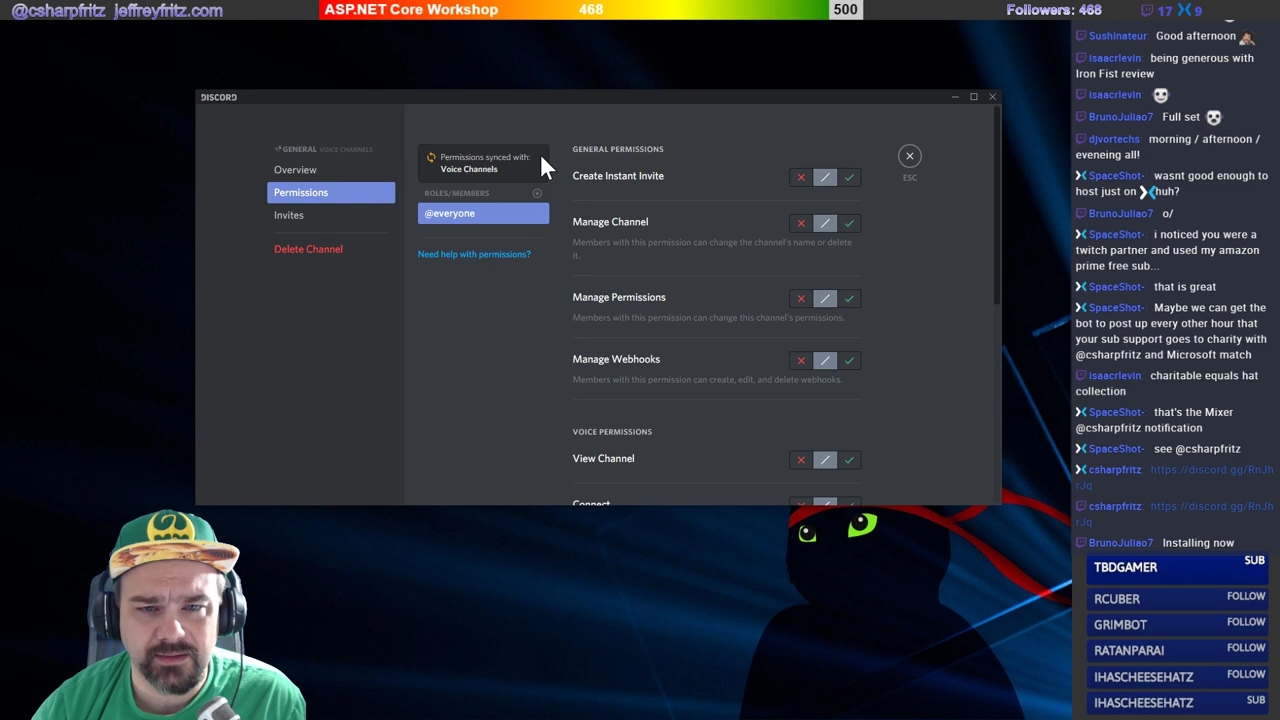 @csharpfritz jeffreyfritz.com
ASP.NET Core Workshop 468 500
Followers: 468 17 9
DISCORD
GENERAL VOICE CHANNELS
Overview
Permissions
Invites
Delete Channel
Permissions synced with:
Voice Channels
ROLES/MEMBERS
@everyone
Need help with permissions?
GENERAL PERMISSIONS
Create Instant Invite
Manage Channel
Members with this permission can change the channel's name or delete
it.
Manage Permissions
Members with this permission can change this channel's permissions.
Manage Webhooks
Members with this permission can create, edit, and delete webhooks.
VOICE PERMISSIONS
View Channel
Connect
ESC
Sushinateur Good afternoon
isaacrlevin being generous with
Iron Fist review
isaacrlevin
BrunoJuliao7 Full set
djvortechs morning / afternoon /
eveneing all!
SpaceShot- wasnt good enough to
host just on huh?
BrunoJuliao7 o/
SpaceShot- i noticed you were a
twitch partner and used my amazon
prime free sub...
SpaceShot- that is great
SpaceShot- Maybe we can get the
bot to post up every other hour that
your sub support goes to charity with
@csharpfritz and Microsoft match
isaacrlevin charitable equals hat
collection
SpaceShot- that's the Mixer
@csharpfritz notification
SpaceShot- see @csharpfritz
csharpfritz https://discord.gg/RnJh
rJq
csharpfritz https://discord.gg/RnJh
rJq
BrunoJuliao7 Installing now
TBDGAMER SUB
RCUBER FOLLOW
GRIMBOT FOLLOW
RATANPARAI FOLLOW
IHASCHEESEHATZ FOLLOW
IHASCHEESEHATZ SUB